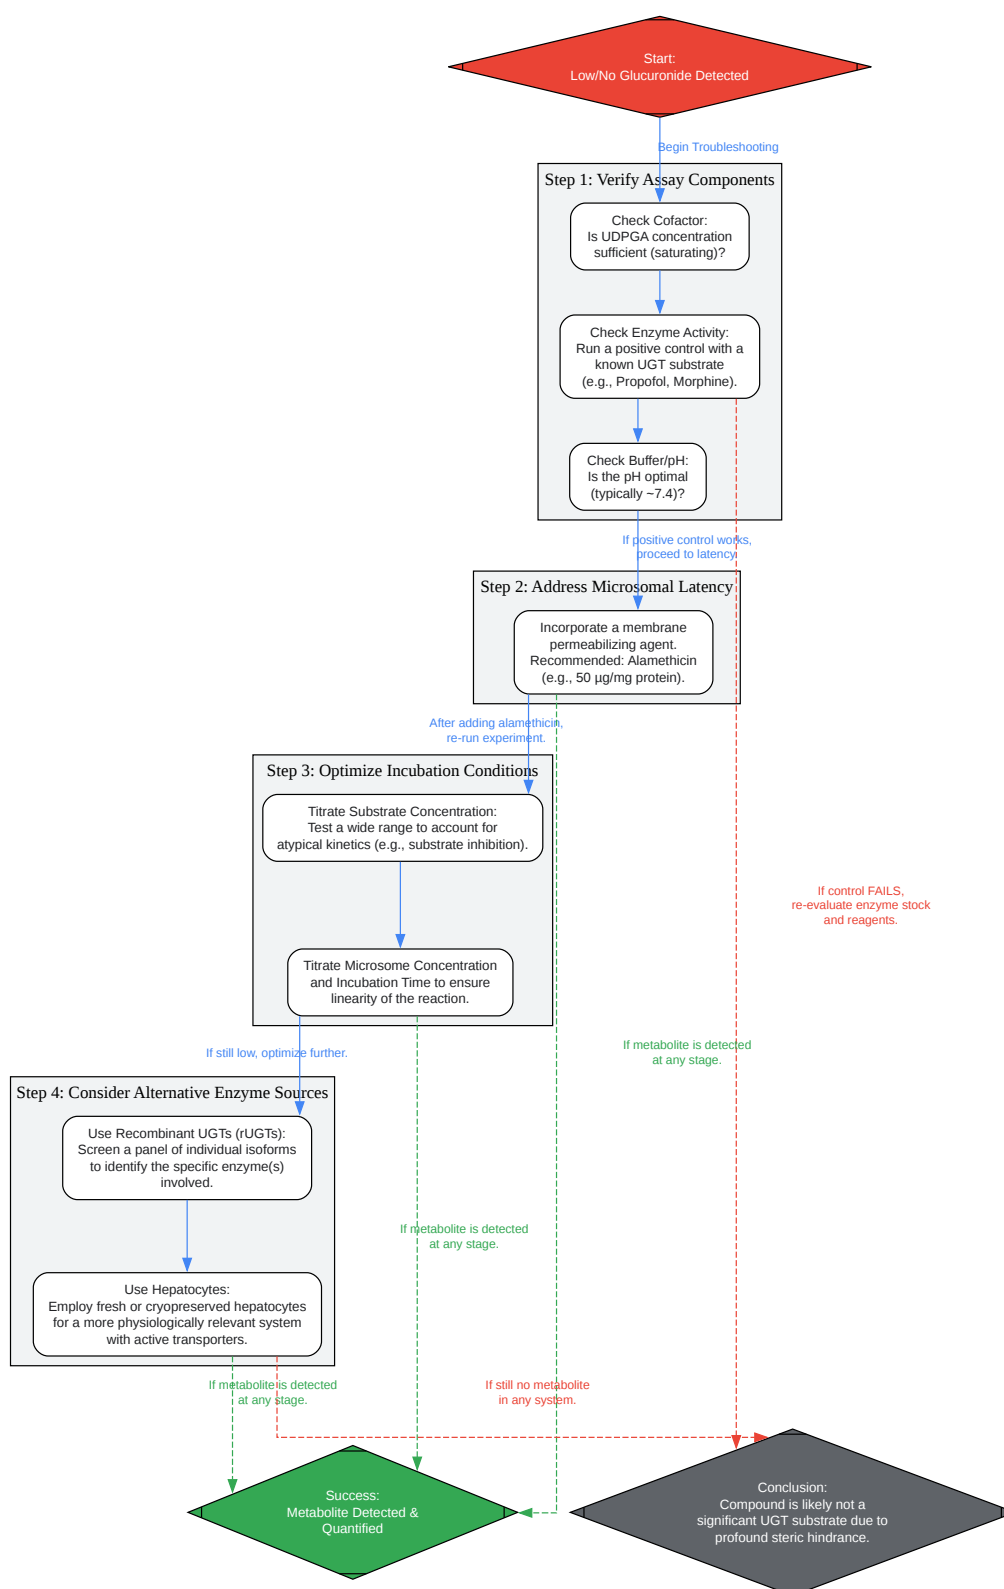 Start:
Low/No Glucuronide Detected
Begin Troubleshooting
Step 1: Verify Assay Components
Check Cofactor:
Is UDPGA concentration
sufficient (saturating)?
Check Enzyme Activity:
Run a positive control with a
known UGT substrate
(e.g., Propofol, Morphine).
Check Buffer/pH:
Is the pH optimal
(typically ~7.4)?
If positive control works,
proceed to latency
Step 2: Address Microsomal Latency
Incorporate a membrane
permeabilizing agent.
Recommended: Alamethicin
(e.g., 50 µg/mg protein).
After adding alamethicin,
re-run experiment.
Step 3: Optimize Incubation Conditions
Titrate Substrate Concentration:
Test a wide range to account for
atypical kinetics (e.g., substrate inhibition).
If control FAILS,
re-evaluate enzyme stock
and reagents.
Titrate Microsome Concentration
and Incubation Time to ensure
linearity of the reaction.
If still low, optimize further.
If metabolite is detected
at any stage.
Step 4: Consider Alternative Enzyme Sources
Use Recombinant UGTs (rUGTs):
Screen a panel of individual isoforms
to identify the specific enzyme(s)
involved.
If metabolite is detected
at any stage.
Use Hepatocytes:
Employ fresh or cryopreserved hepatocytes
for a more physiologically relevant system
with active transporters.
If metabolite is detected
at any stage.
If still no metabolite
in any system.
Success:
Metabolite Detected &
Quantified
Conclusion:
Compound is likely not a
significant UGT substrate due to
profound steric hindrance.